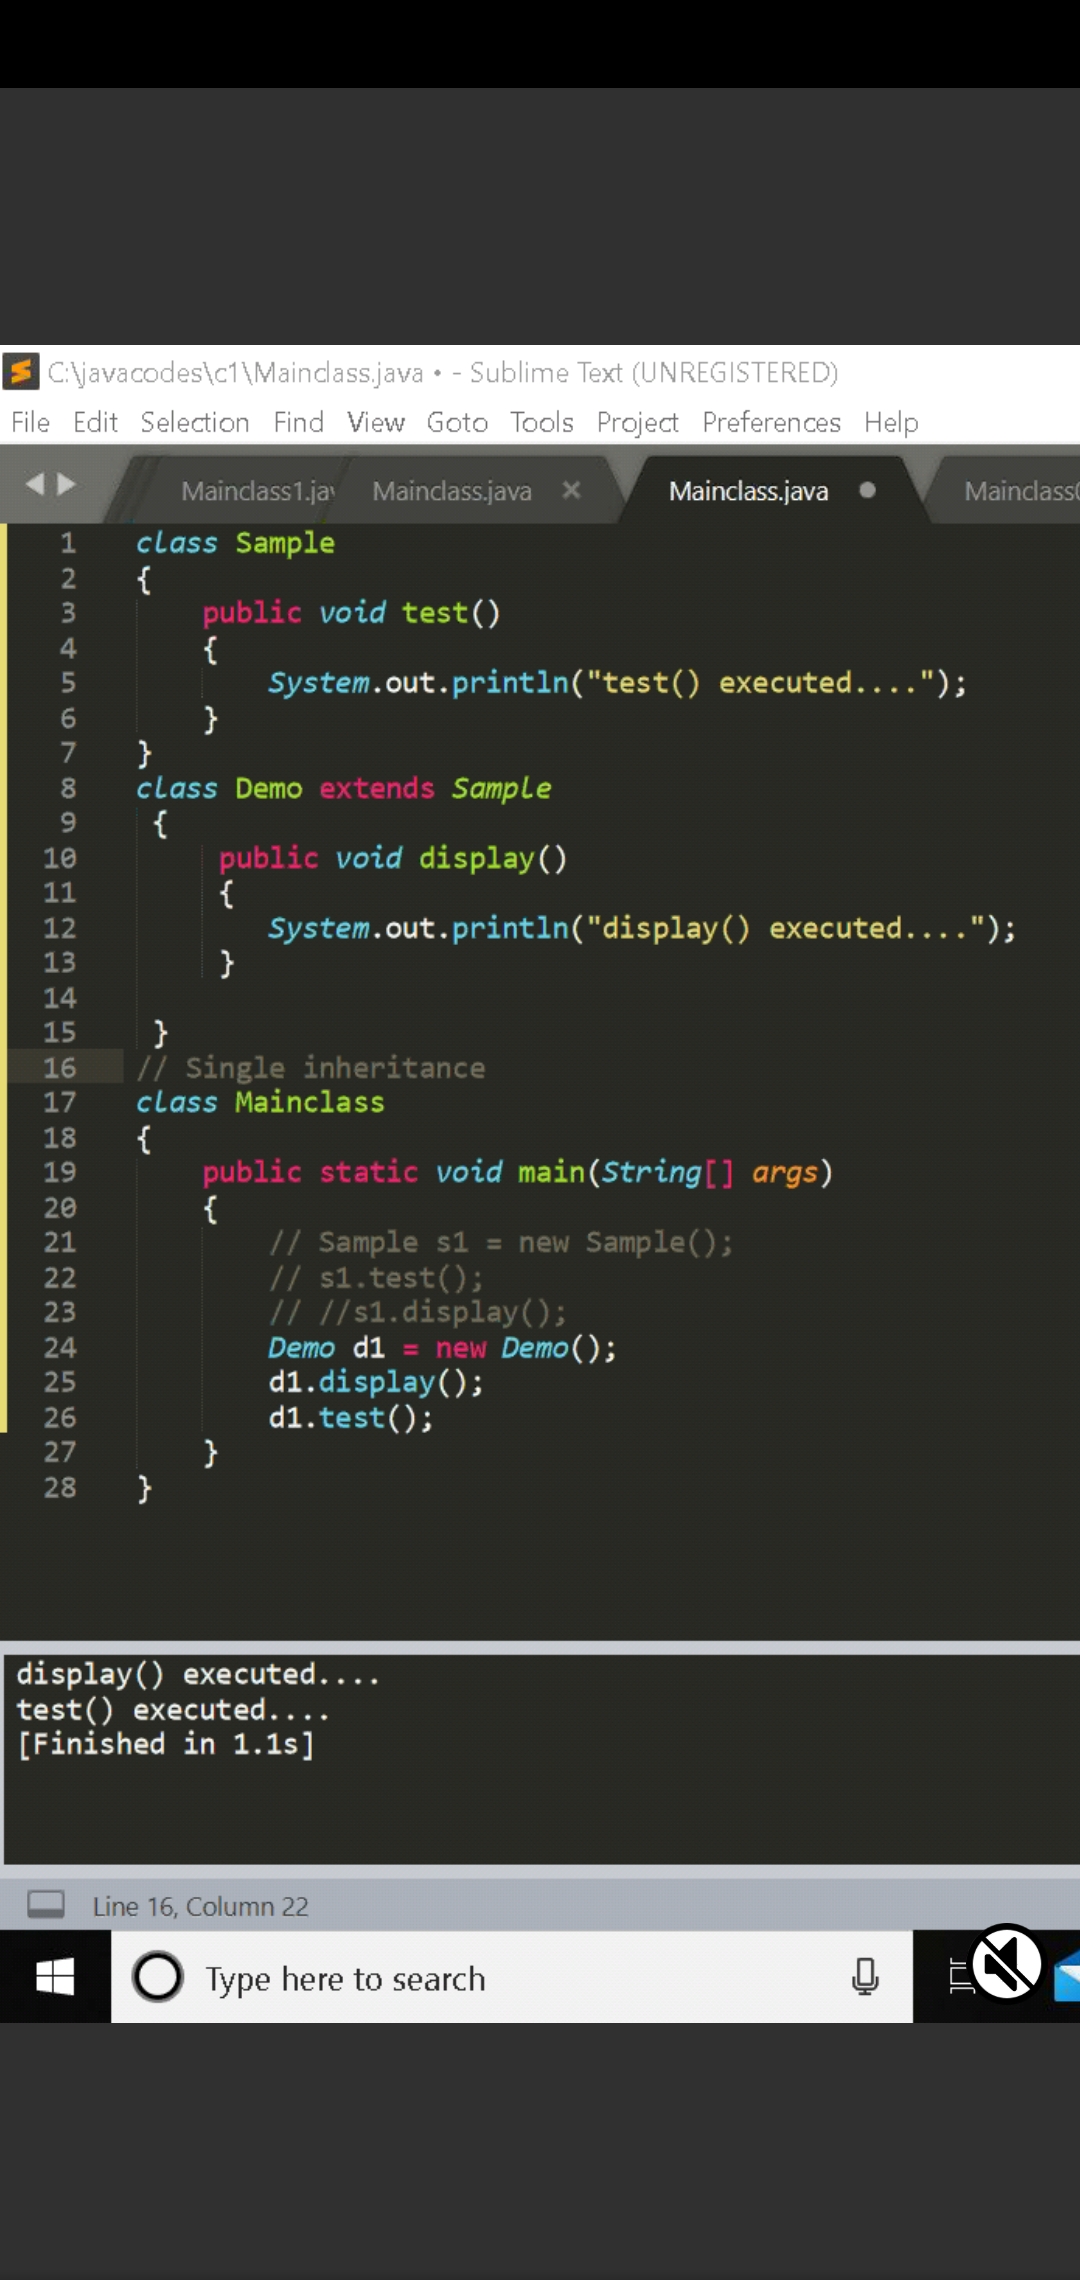 C:\javacodes\c1\Mainclass.java • - Sublime Text (UNREGISTERED)
File Edit Selection Find View Goto Tools Project Preferences Help
Mainclass1.jav Mainclass.java × Mainclass.java Mainclass
1 class Sample
2 {
3 public void test()
4 {
5 System.out.println("test() executed....");
6 }
7 }
8 class Demo extends Sample
9 {
10 public void display()
11 {
12 System.out.println("display() executed....");
13 }
14
15 }
16 // Single inheritance
17 class Mainclass
18 {
19 public static void main(String[] args)
20 {
21 // Sample s1 = new Sample();
22 // s1.test();
23 // //s1.display();
24 Demo d1 = new Demo();
25 d1.display();
26 d1.test();
27 }
28 }
display() executed....
test() executed....
[Finished in 1.1s]
Line 16, Column 22
Type here to search